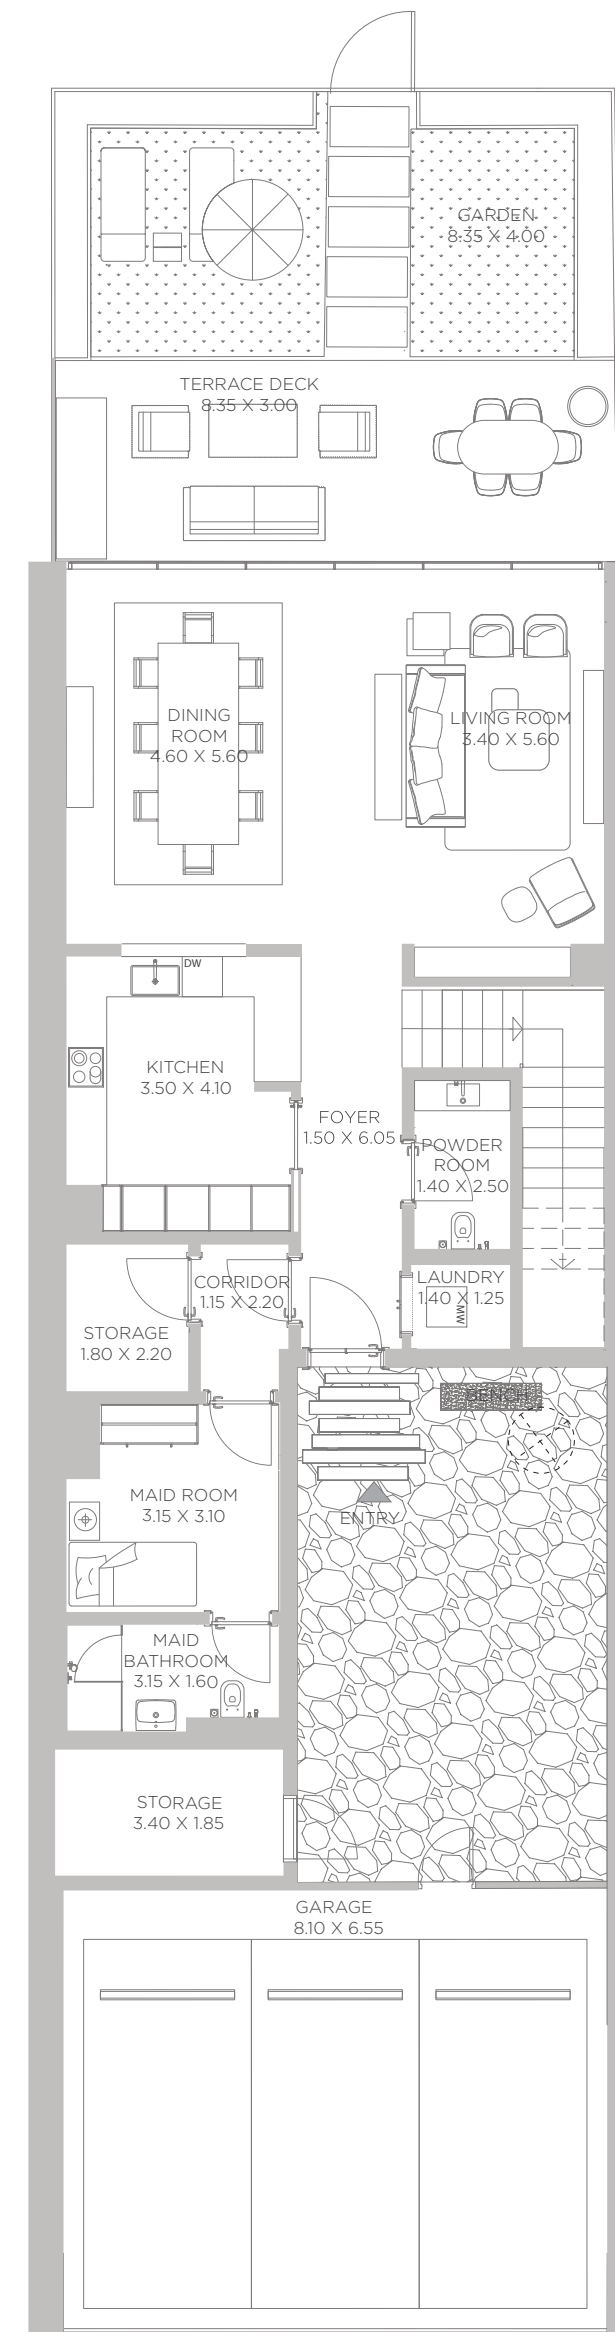 GARDEN
8.35 X 4.00
TERRACE DECK
8.35 X 3.00
DINING
ROOM
4.60 X 5.60
LIVING ROOM
3.40 X 5.60
DW
KITCHEN
3.50 X 4.10
FOYER
1.50 X 6.05
POWDER
ROOM
1.40 X 2.50
CORRIDOR
1.15 X 2.20
LAUNDRY
1.40 X 1.25
MW
STORAGE
1.80 X 2.20
BENCH
MAID ROOM
3.15 X 3.10
ENTRY
MAID
BATHROOM
3.15 X 1.60
STORAGE
3.40 X 1.85
GARAGE
8.10 X 6.55